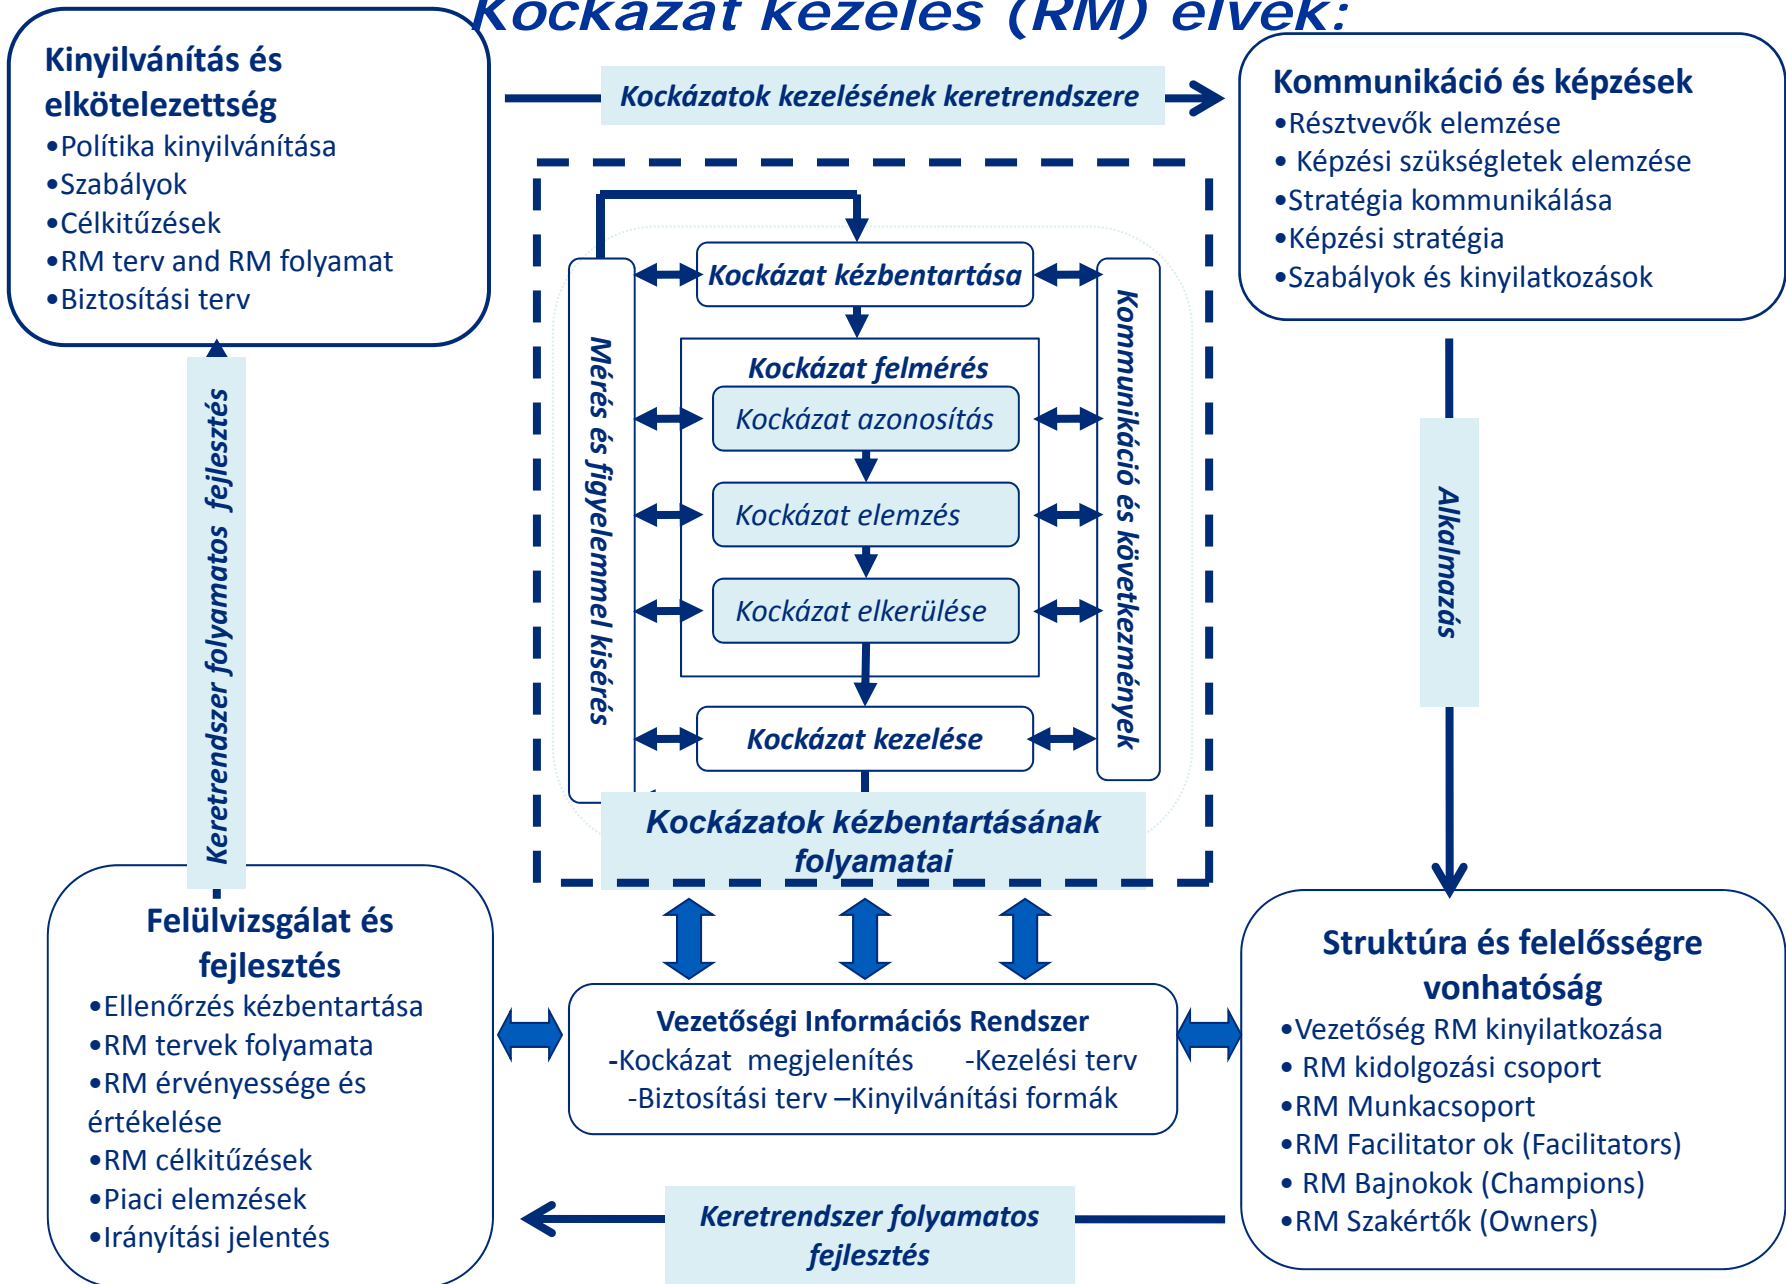 Kockázat kezelés (RM) elvek:
Kinyilvánítás és
elkötelezettség
•Polítika kinyilvánítása
•Szabályok
•Célkitűzések
•RM terv and RM folyamat
•Biztosítási terv
Kockázatok kezelésének keretrendszere
Kommunikáció és képzések
•Résztvevők elemzése
• Képzési szükségletek elemzése
•Stratégia kommunikálása
•Képzési stratégia
•Szabályok és kinyilatkozások
Keretrendszer folyamatos fejlesztés
Mérés és figyelemmel kisérés
Kockázat kézbentartása
Kockázat felmérés
Kockázat azonosítás
Kockázat elemzés
Kockázat elkerülése
Kockázat kezelése
Kommunikáció és következmények
Kockázatok kézbentartásának
folyamatai
Alkalmazás
Felülvizsgálat és
fejlesztés
•Ellenőrzés kézbentartása
•RM tervek folyamata
•RM érvényessége és
értékelése
•RM célkitűzések
•Piaci elemzések
•Irányítási jelentés
Vezetőségi Információs Rendszer
-Kockázat megjelenítés -Kezelési terv
-Biztosítási terv –Kinyilvánítási formák
Struktúra és felelősségre
vonhatóság
•Vezetőség RM kinyilatkozása
• RM kidolgozási csoport
•RM Munkacsoport
•RM Facilitator ok (Facilitators)
• RM Bajnokok (Champions)
•RM Szakértők (Owners)
Keretrendszer folyamatos
fejlesztés